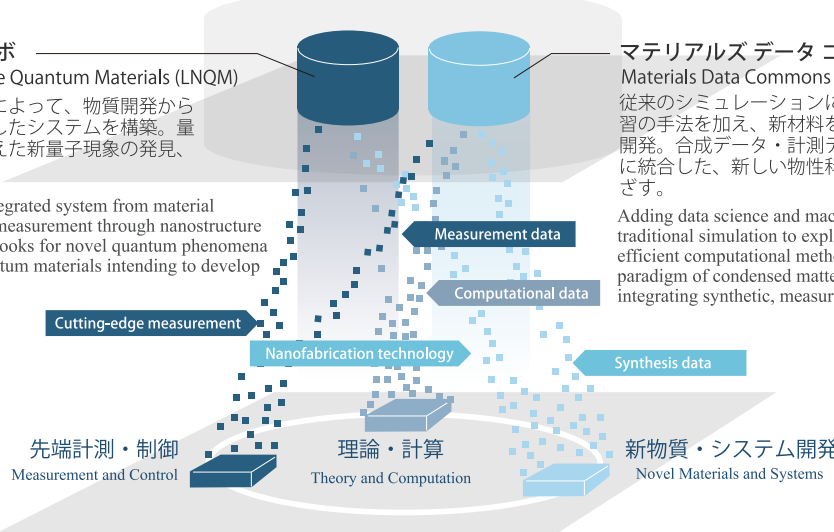 ボ
e Quantum Materials (LNQM)
によって、物質開発から
したシステムを構築。量
えた新量子現象の発見、
egrated system from material
measurement through nanostructure
ooks for novel quantum phenomena
tum materials intending to develop
マテリアルズ データ コ
Materials Data Commons
従来のシミュレーションに
習の手法を加え、新材料を
開発。合成データ・計測デ
に統合した、新しい物性科
ざす。
Adding data science and mac
traditional simulation to expl
efficient computational metho
paradigm of condensed matte
integrating synthetic, measur
Measurement data
Computational data
Cutting-edge measurement
Nanofabrication technology
Synthesis data
先端計測・制御
Measurement and Control
理論・計算
Theory and Computation
新物質・システム開発
Novel Materials and Systems